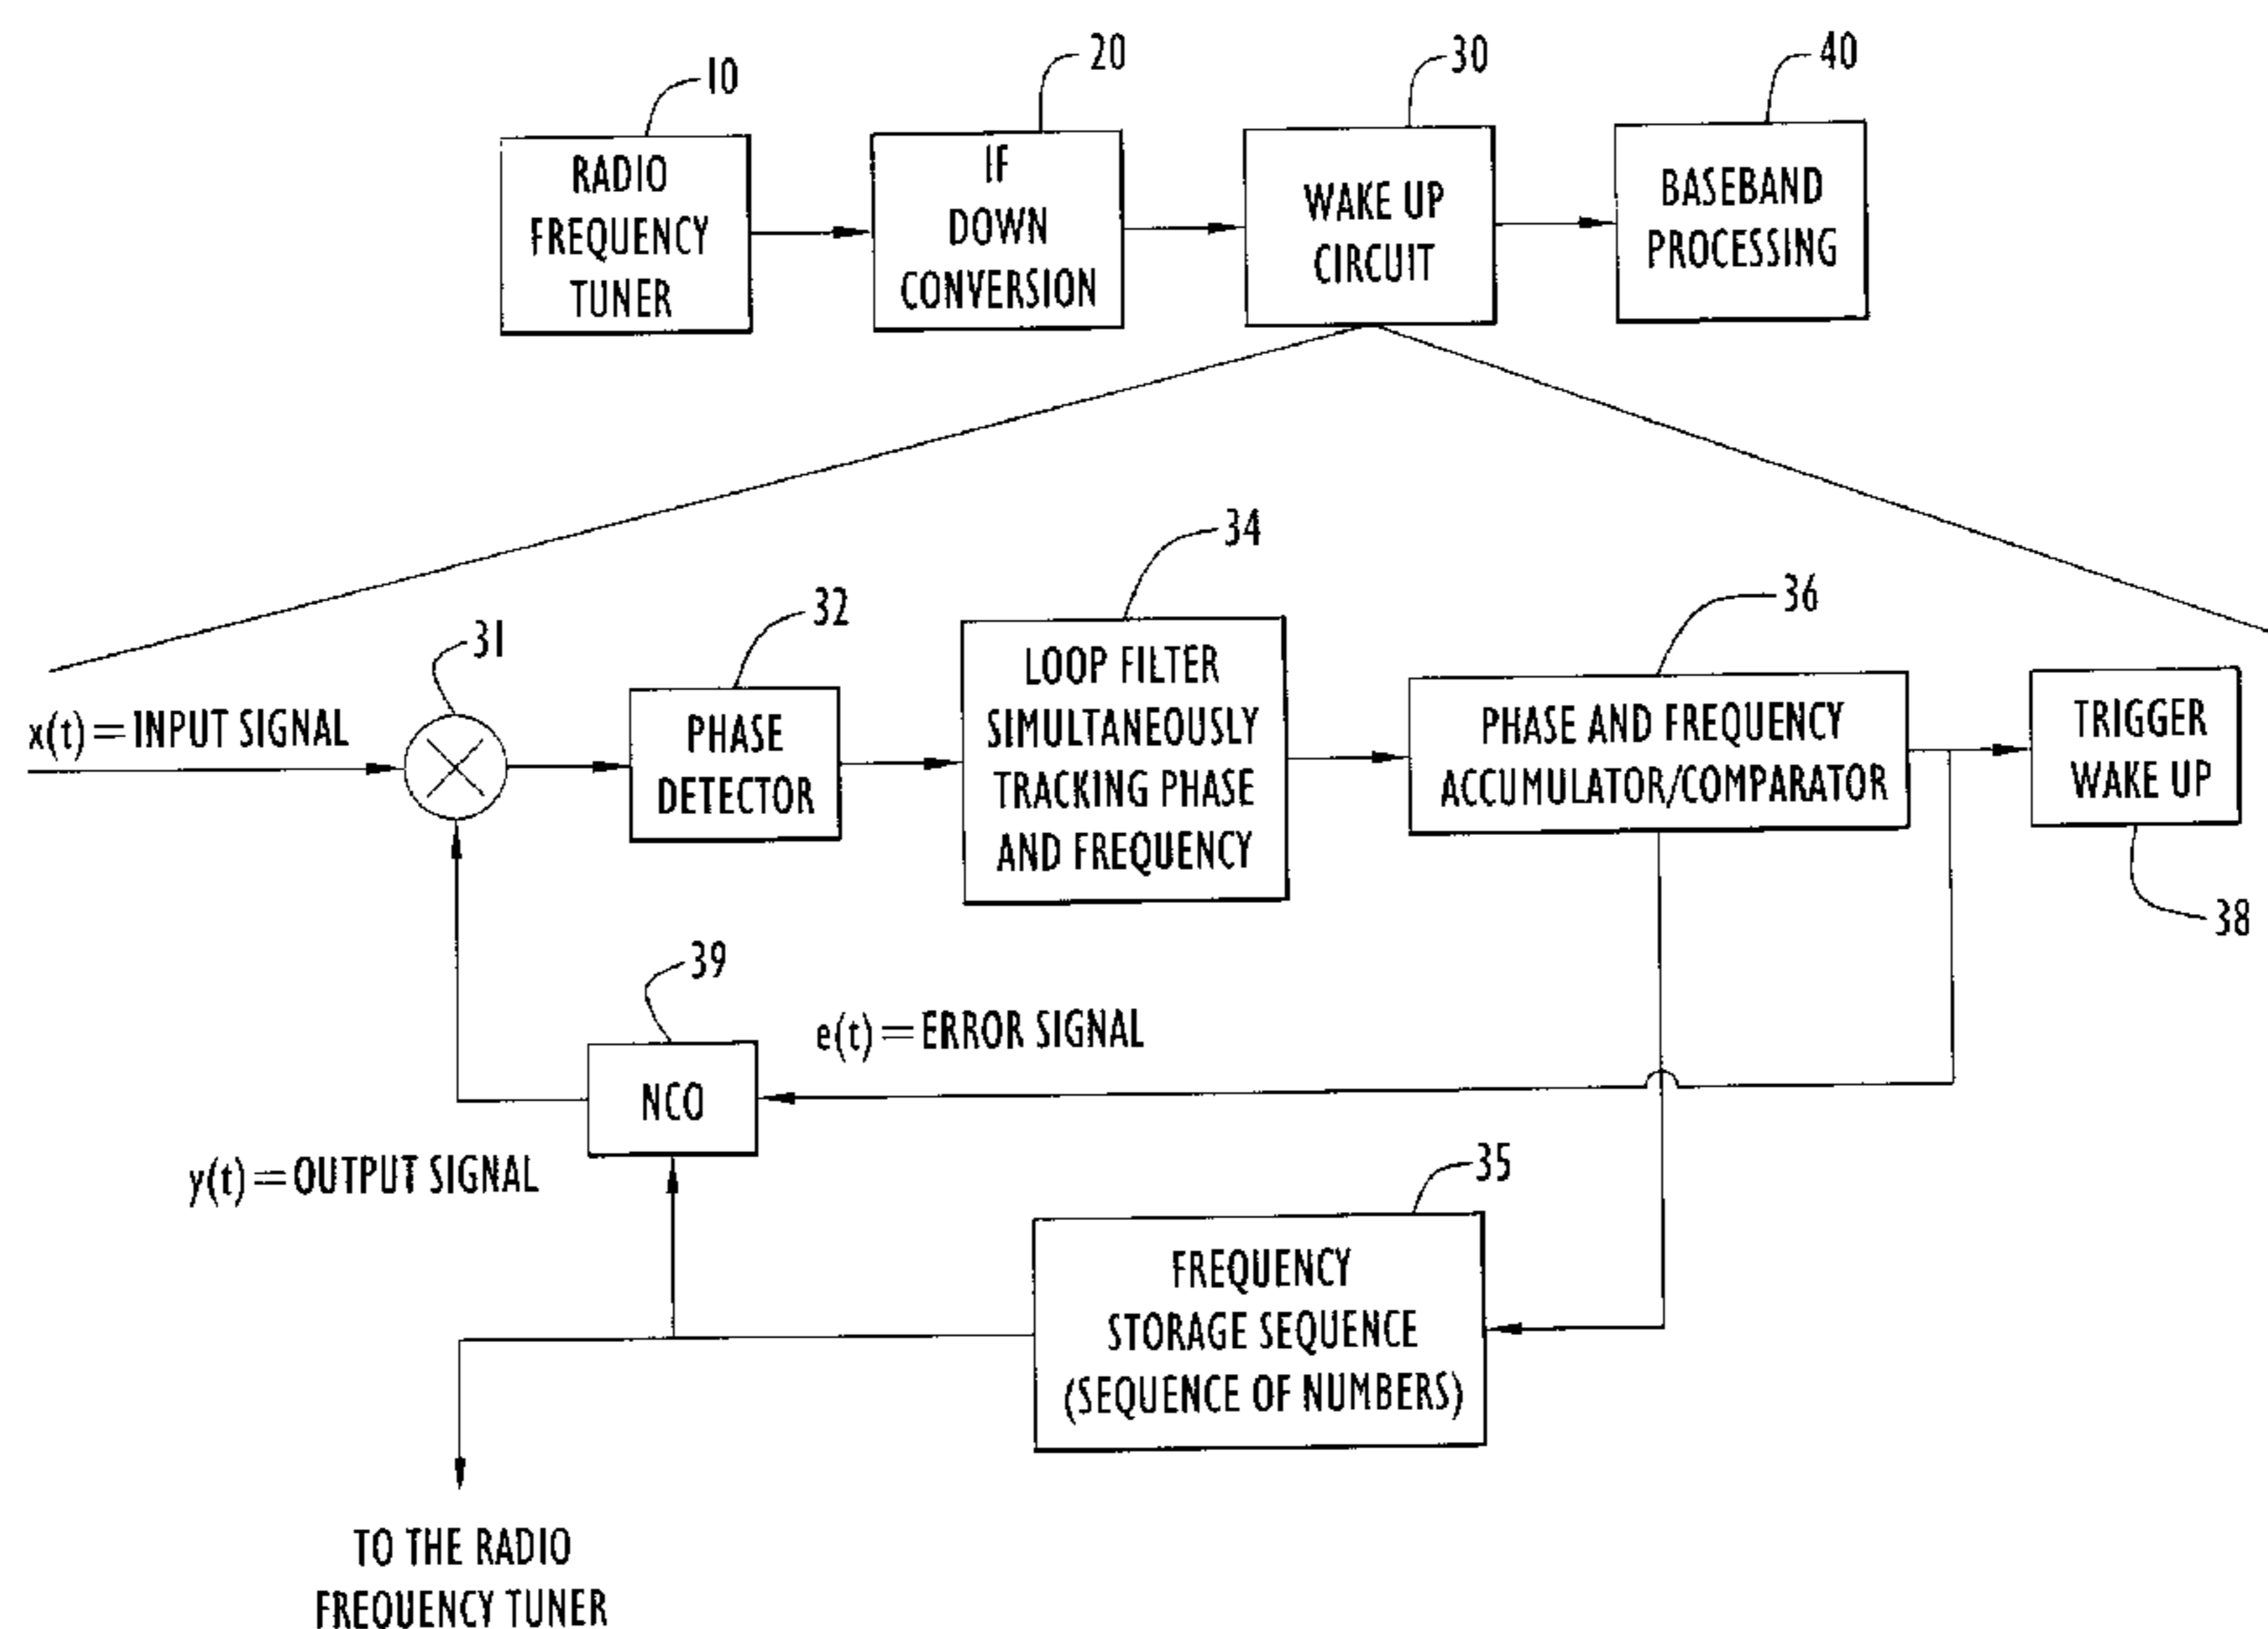 10
20
30
40
RADIO
FREQUENCY
TUNER
IF
DOWN
CONVERSION
WAKE UP
CIRCUIT
BASEBAND
PROCESSING
31
32
34
36
x(t)=INPUT SIGNAL
PHASE
DETECTOR
LOOP FILTER
SIMULTANEOUSLY
TRACKING PHASE
AND FREQUENCY
PHASE AND FREQUENCY
ACCUMULATOR/COMPARATOR
TRIGGER
WAKE UP
38
39
e(t)=ERROR SIGNAL
NCO
y(t)=OUTPUT SIGNAL
35
FREQUENCY
STORAGE SEQUENCE
(SEQUENCE OF NUMBERS)
TO THE RADIO
FREQUENCY TUNER